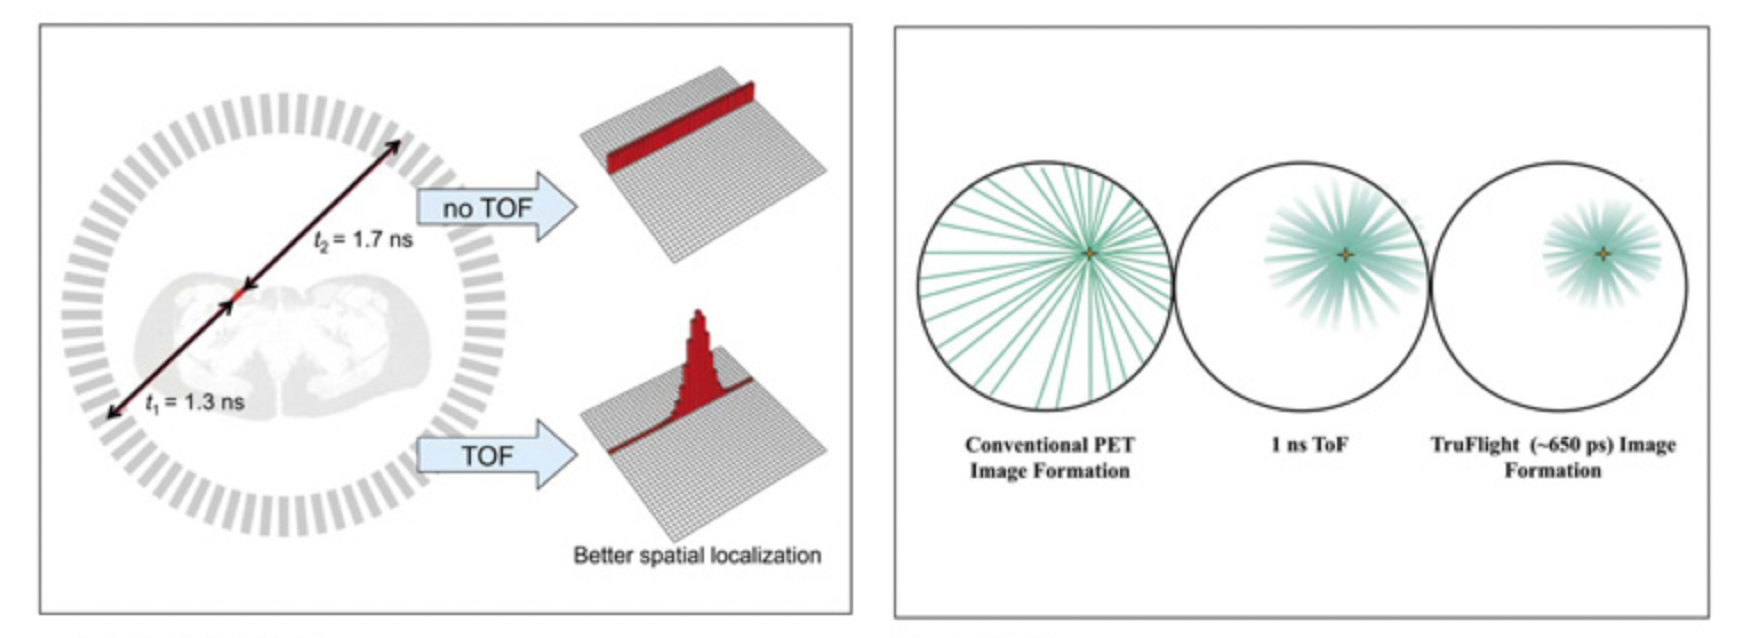 no TOF
t2 = 1.7 ns
t1 = 1.3 ns
TOF
Better spatial localization
Conventional PET
Image Formation
1 ns ToF
TruFlight (~650 ps) Image
Formation